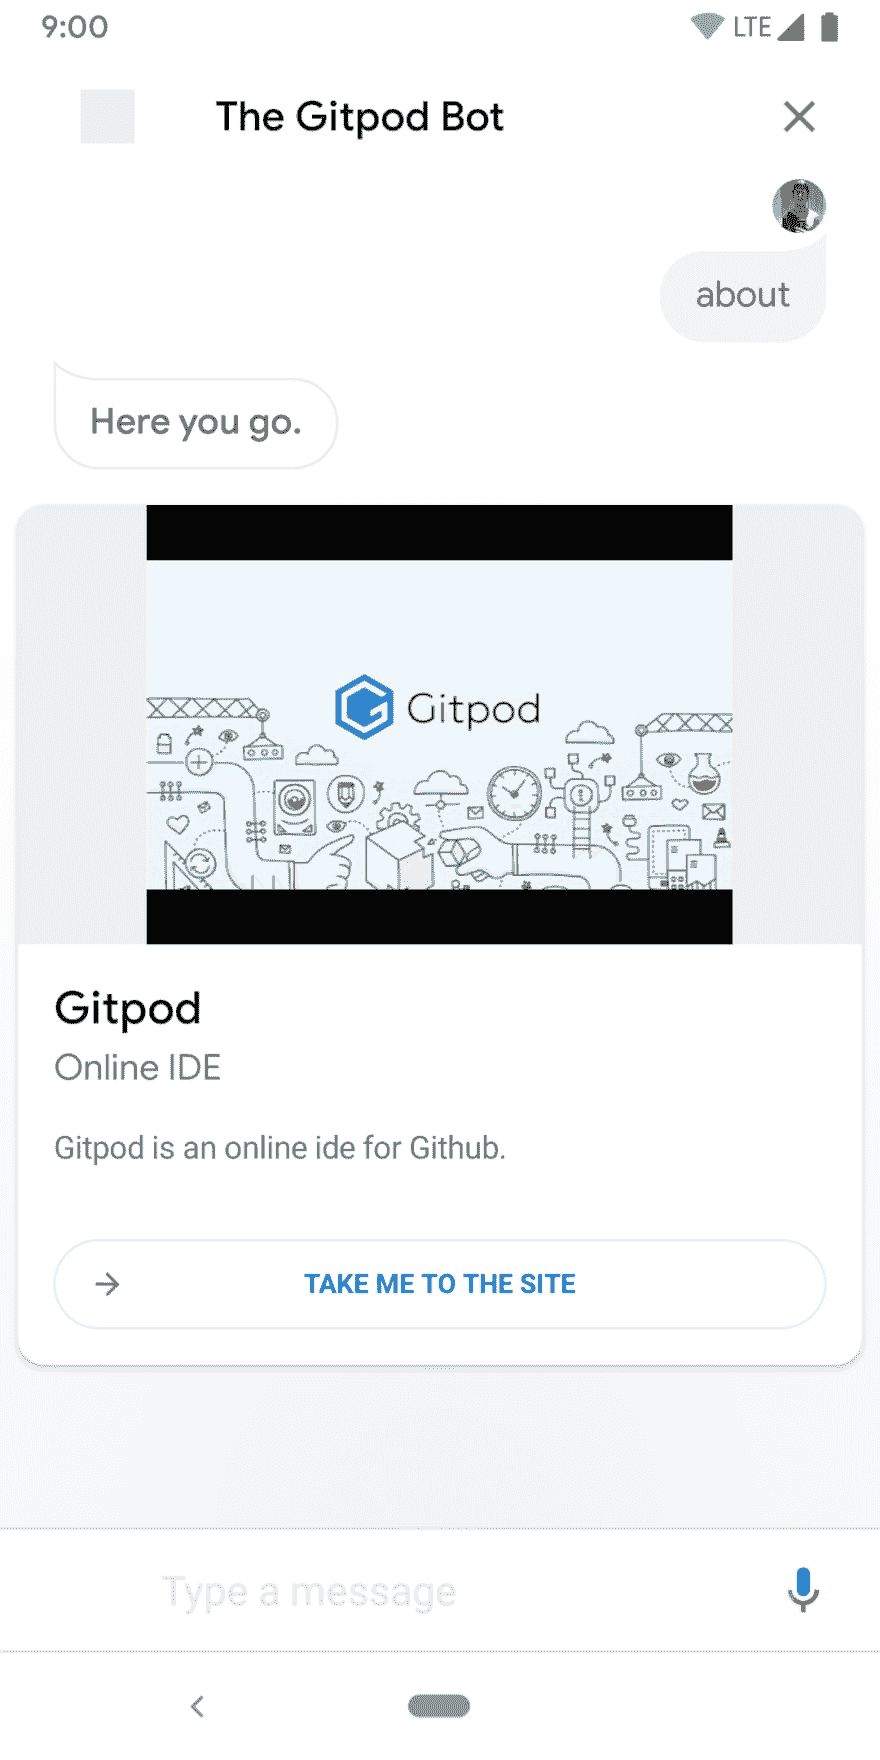 9:00 LTE
The Gitpod Bot
about
Here you go.
Gitpod
Gitpod
Online IDE
Gitpod is an online ide for Github.
TAKE ME TO THE SITE
Type a message